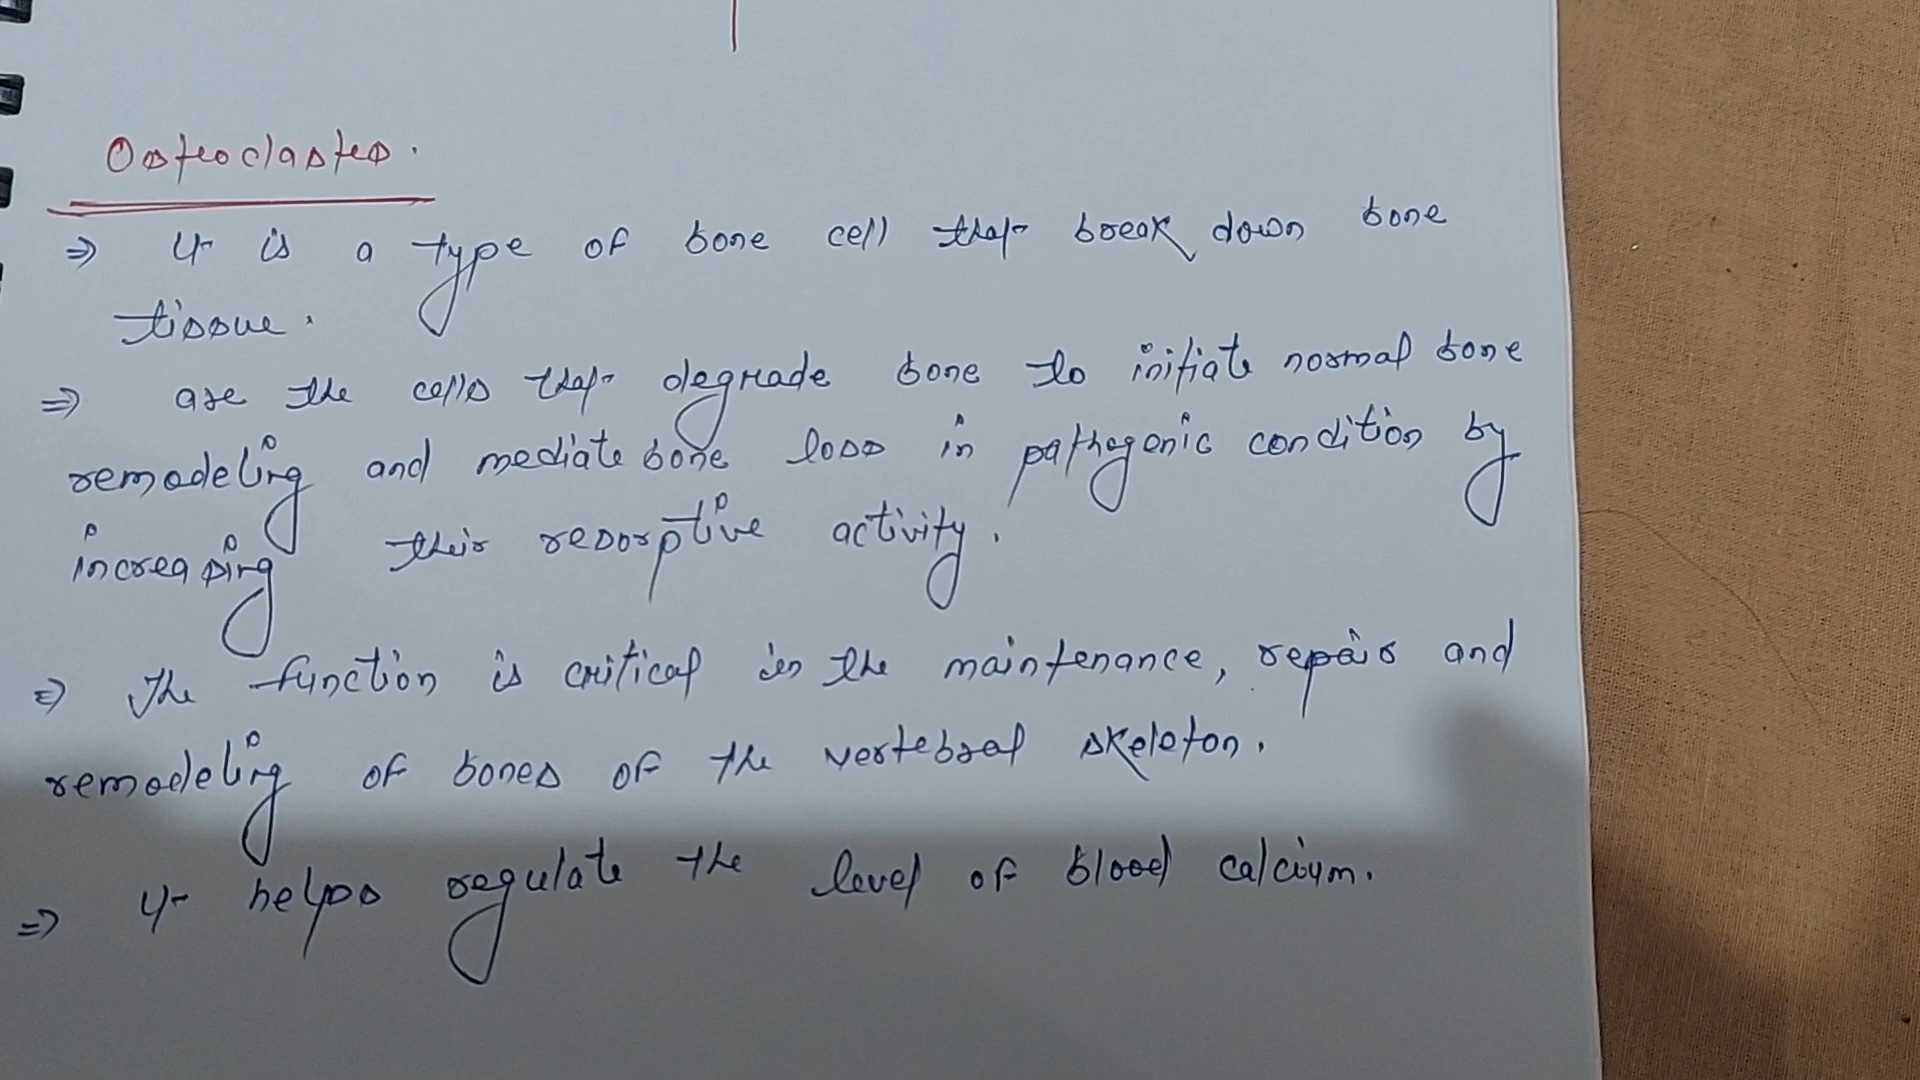 Osteoclastes.
⇒ It is a type of bone cell that break down bone
tissue.
⇒ are the cells that degrade bone to initiate normal bone
remodeling and mediate bone loss in pathogenic condition by
increasing their resorptive activity.
⇒ The function is critical in the maintenance, repair and
remodeling of bones of the vertebral skeleton.
⇒ It helps regulate the level of blood calcium.